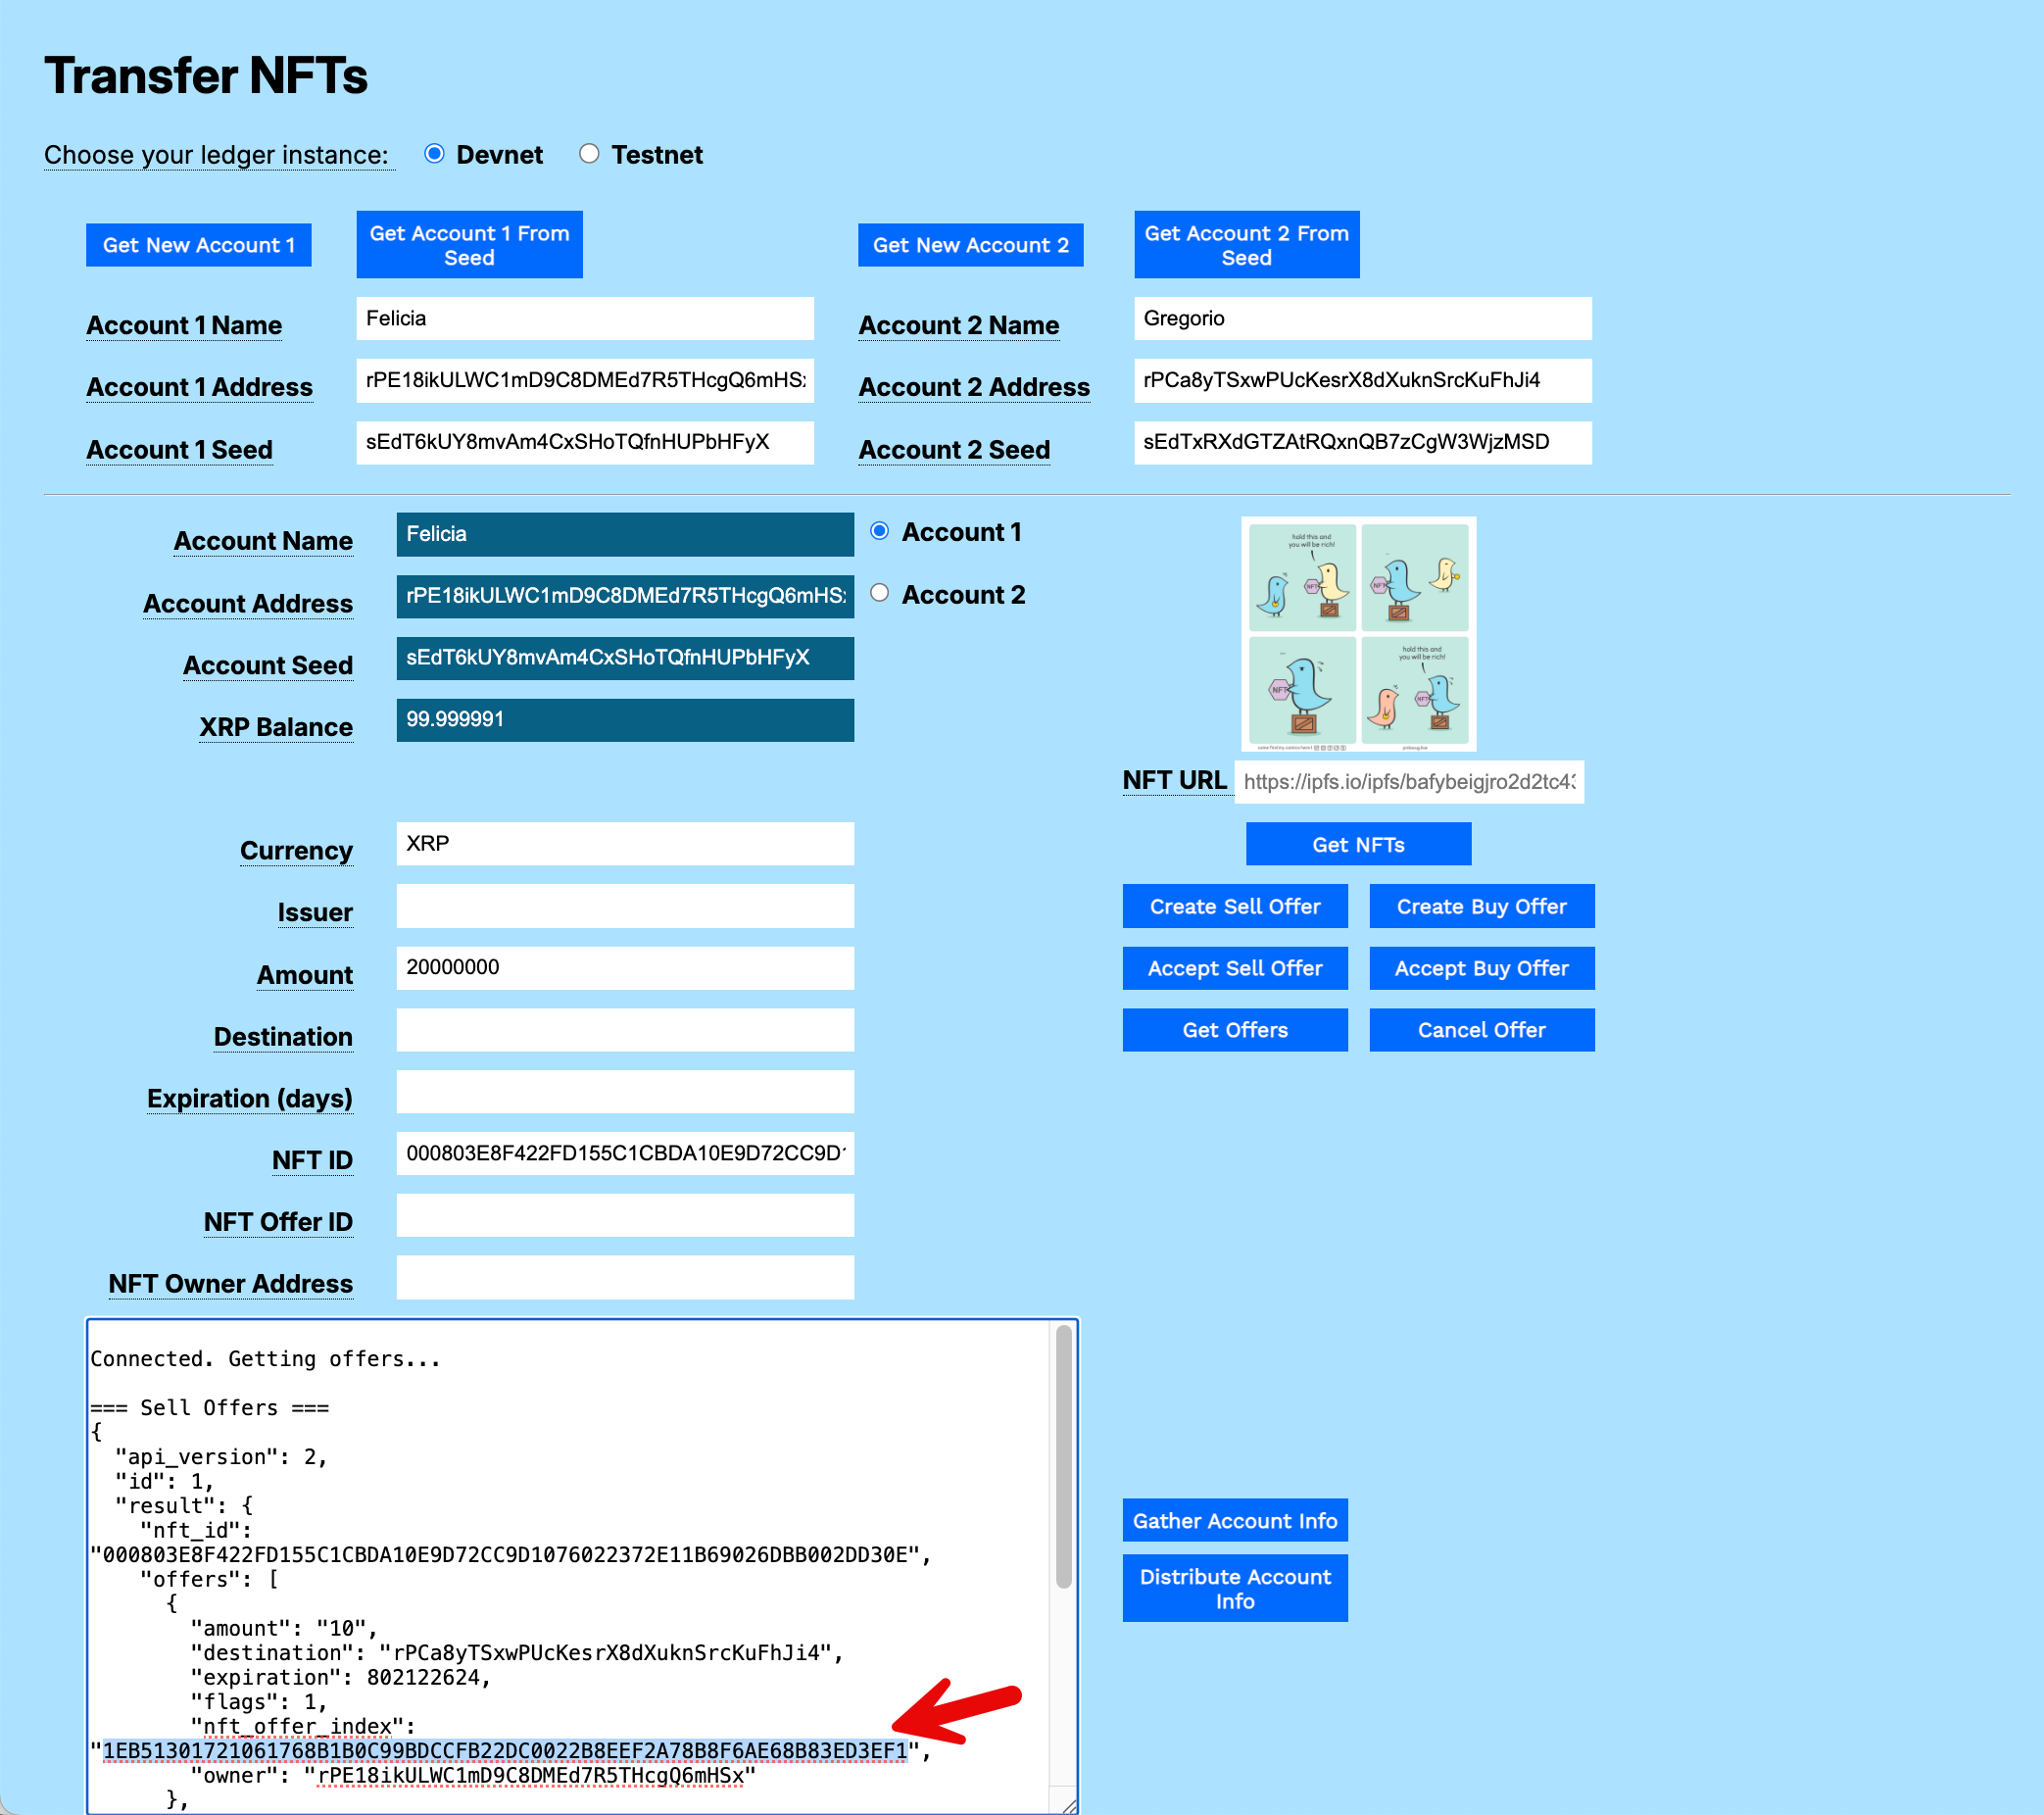 Transfer NFTs
Choose your ledger instance: Devnet Testnet
Get New Account 1
Get Account 1 From
Seed
Get New Account 2
Get Account 2 From
Seed
Account 1 Name
Felicia
Account 2 Name
Gregorio
Account 1 Address
rPE18ikULWC1mD9C8DMEd7R5THcgQ6mHSx
Account 2 Address
rPCa8yTSxwPUcKesrX8dXuknSrcKuFhJi4
Account 1 Seed
sEdT6kUY8mvAm4CxSHoTQfnHUPbHFyX
Account 2 Seed
sEdTxRXdGTZAtRQxnQB7zCgW3WjzMSD
Account Name
Felicia
Account 1
Account Address
rPE18ikULWC1mD9C8DMEd7R5THcgQ6mHS
Account 2
Account Seed
sEdT6kUY8mvAm4CxSHoTQfnHUPbHFyX
XRP Balance
99.999991
hold this and
you will be rich!
NFT
NFT
NFT
hold this and
you will be rich!
NFT
NFT URL
https://ipfs.io/ipfs/bafybeigjro2d2tc43
Currency
XRP
Get NFTs
Issuer
Create Sell Offer
Create Buy Offer
Amount
20000000
Accept Sell Offer
Accept Buy Offer
Destination
Get Offers
Cancel Offer
Expiration (days)
NFT ID
000803E8F422FD155C1CBDA10E9D72CC9D1
NFT Offer ID
NFT Owner Address
Connected. Getting offers...
=== Sell Offers ===
{
"api_version": 2,
"id": 1,
"result": {
"nft_id":
"000803E8F422FD155C1CBDA10E9D72CC9D1076022372E11B69026DBB002DD30E",
"offers": [
{
"amount": "10",
"destination": "rPCa8yTSxwPUcKesrX8dXuknSrcKuFhJi4",
"expiration": 802122624,
"flags": 1,
"nft_offer_index":
"1EB51301721061768B1B0C99BDCCFB22DC0022B8EEF2A78B8F6AE68B83ED3EF1",
"owner": "rPE18ikULWC1mD9C8DMEd7R5THcgQ6mHSx"
},
Gather Account Info
Distribute Account
Info